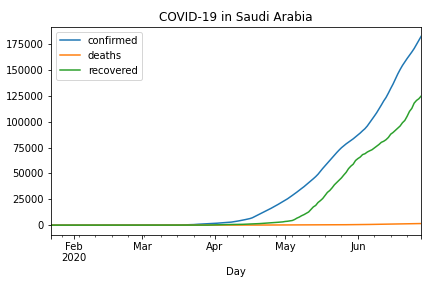 COVID-19 in Saudi Arabia
confirmed
deaths
recovered
175000
150000
125000
100000
75000
50000
25000
0
Feb
2020
Mar
Apr
May
Jun
Day